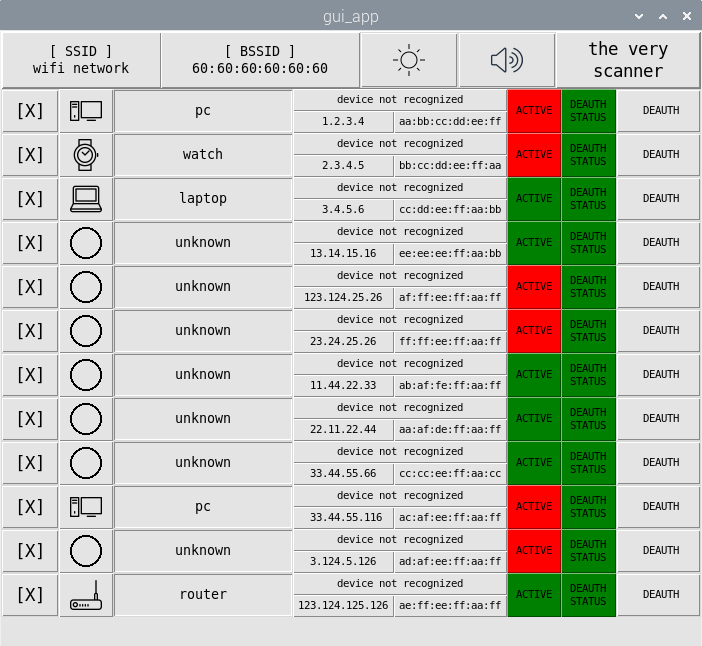 gui_app
[ SSID ]
wifi network
[ BSSID ]
60:60:60:60:60:60
the very
scanner
[X]
pc
device not recognized
1.2.3.4
aa:bb:cc:dd:ee:ff
ACTIVE
DEAUTH
STATUS
DEAUTH
[X]
watch
device not recognized
2.3.4.5
bb:cc:dd:ee:ff:aa
ACTIVE
DEAUTH
STATUS
DEAUTH
[X]
laptop
device not recognized
3.4.5.6
cc:dd:ee:ff:aa:bb
ACTIVE
DEAUTH
STATUS
DEAUTH
[X]
unknown
device not recognized
13.14.15.16
ee:ee:ee:ff:aa:bb
ACTIVE
DEAUTH
STATUS
DEAUTH
[X]
unknown
device not recognized
123.124.25.26
af:ff:ee:ff:aa:ff
ACTIVE
DEAUTH
STATUS
DEAUTH
[X]
unknown
device not recognized
23.24.25.26
ff:ff:ee:ff:aa:ff
ACTIVE
DEAUTH
STATUS
DEAUTH
[X]
unknown
device not recognized
11.44.22.33
ab:af:fe:ff:aa:ff
ACTIVE
DEAUTH
STATUS
DEAUTH
[X]
unknown
device not recognized
22.11.22.44
aa:af:de:ff:aa:ff
ACTIVE
DEAUTH
STATUS
DEAUTH
[X]
unknown
device not recognized
33.44.55.66
cc:cc:ee:ff:aa:cc
ACTIVE
DEAUTH
STATUS
DEAUTH
[X]
pc
device not recognized
33.44.55.116
ac:af:ee:ff:aa:ff
ACTIVE
DEAUTH
STATUS
DEAUTH
[X]
unknown
device not recognized
3.124.5.126
ad:af:ee:ff:aa:ff
ACTIVE
DEAUTH
STATUS
DEAUTH
[X]
router
device not recognized
123.124.125.126
ae:ff:ee:ff:aa:ff
ACTIVE
DEAUTH
STATUS
DEAUTH